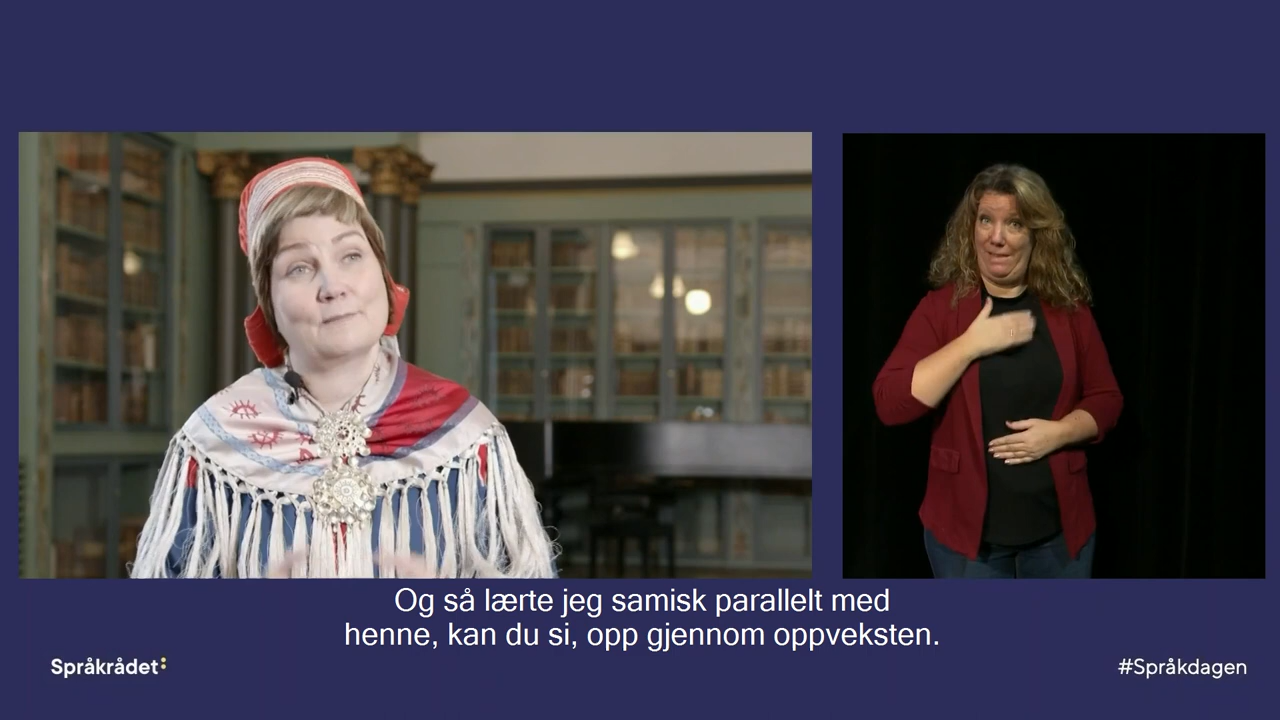 Og så lærte jeg samisk parallelt med
henne, kan du si, opp gjennom oppveksten.
Språkrådet:
#Språkdagen